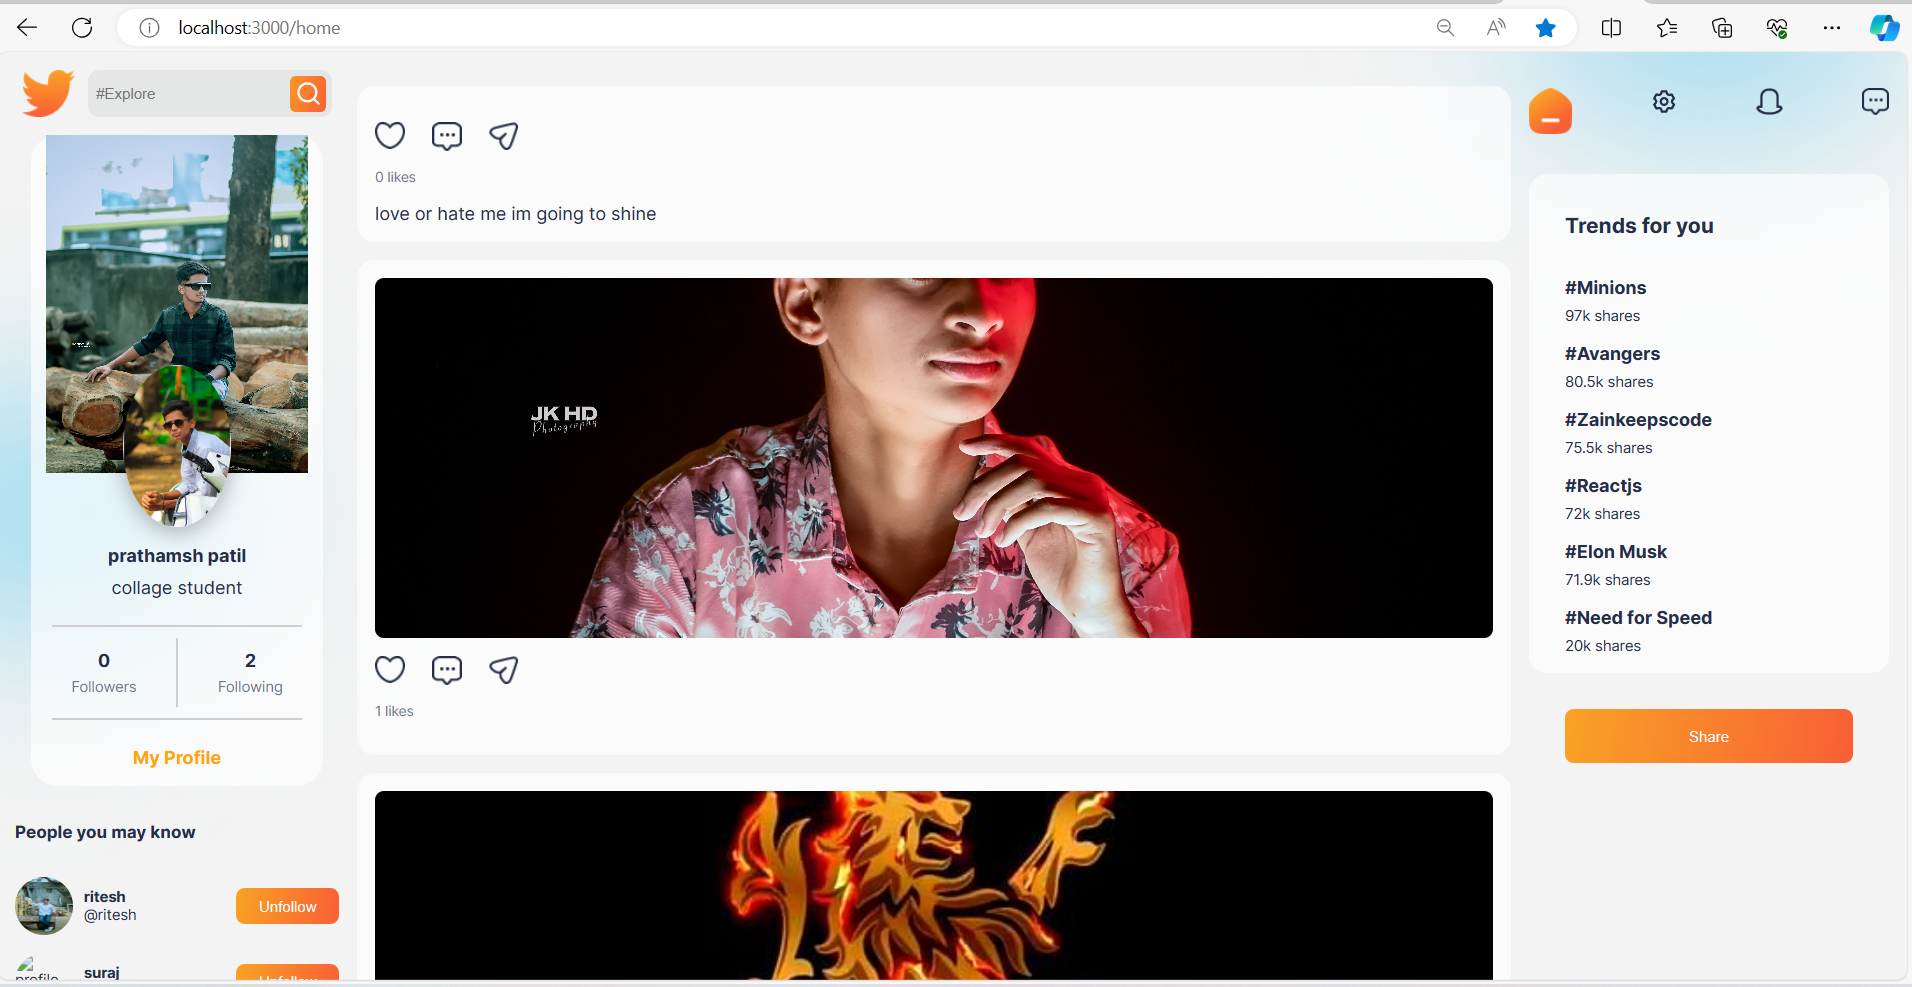 localhost:3000/home
#Explore
prathamsh patil
collage student
0
Followers
2
Following
My Profile
People you may know
ritesh
@ritesh
Unfollow
profile
suraj
Unfollow
0 likes
love or hate me im going to shine
JK HD
Photography
1 likes
Trends for you
#Minions
97k shares
#Avangers
80.5k shares
#Zainkeepscode
75.5k shares
#Reactjs
72k shares
#Elon Musk
71.9k shares
#Need for Speed
20k shares
Share